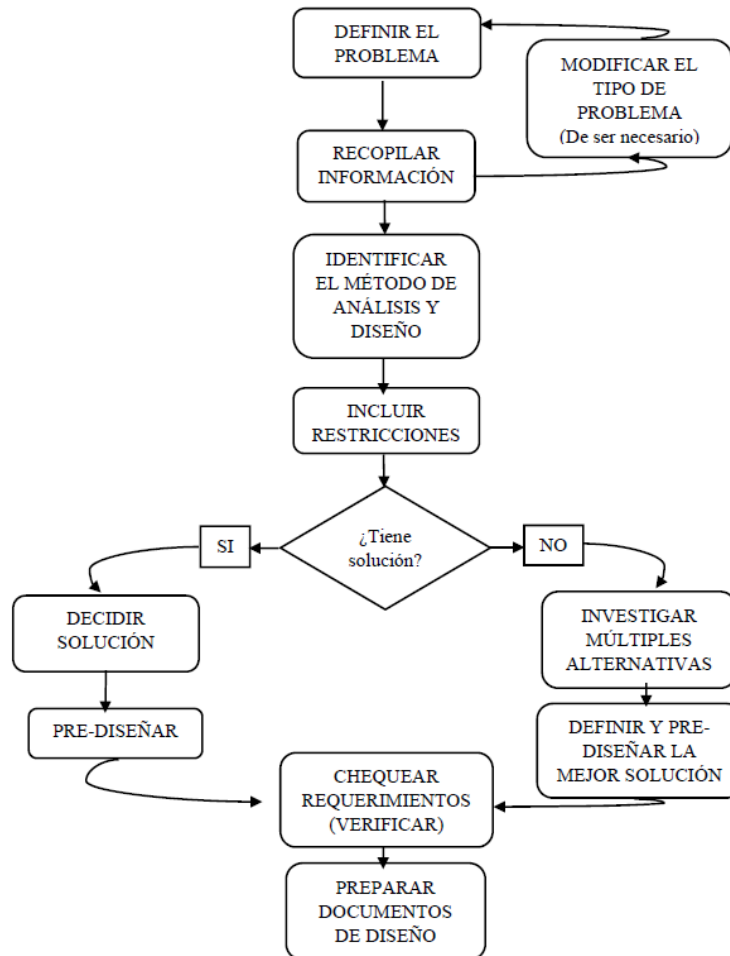 DEFINIR EL
PROBLEMA
MODIFICAR EL
TIPO DE
PROBLEMA
(De ser necesario)
RECOPILAR
INFORMACIÓN
IDENTIFICAR
EL MÉTODO DE
ANÁLISIS Y
DISEÑO
INCLUIR
RESTRICCIONES
¿Tiene
solución?
SI
NO
DECIDIR
SOLUCIÓN
INVESTIGAR
MÚLTIPLES
ALTERNATIVAS
PRE-DISEÑAR
DEFINIR Y PRE-
DISEÑAR LA
MEJOR SOLUCIÓN
CHEQUEAR
REQUERIMIENTOS
(VERIFICAR)
PREPARAR
DOCUMENTOS
DE DISEÑO